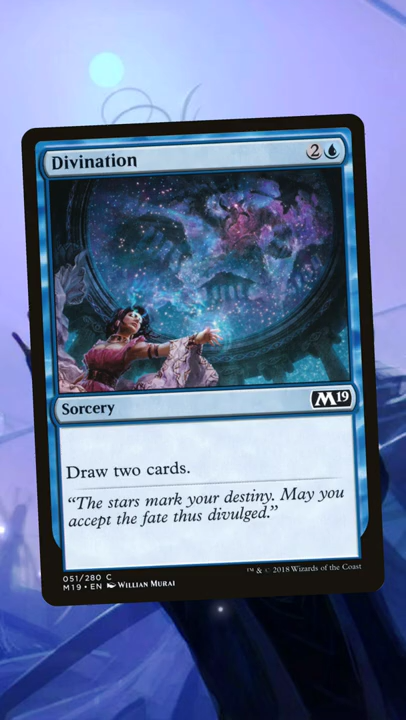 Divination 2
Sorcery M19
Draw two cards.
“The stars mark your destiny. May you
accept the fate thus divulged.”
051/280 C
M19 • EN Willian Murai
™ & © 2018 Wizards of the Coast